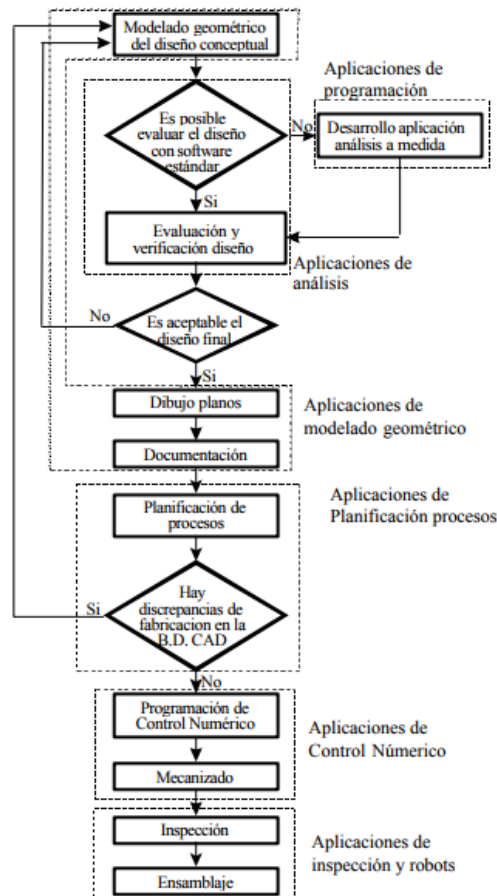 Modelado geométrico
del diseño conceptual
Aplicaciones de
programación
Es posible
evaluar el diseño
con software
estándar
No
Desarrollo aplicación
análisis a medida
Si
Evaluación y
verificación diseño
Aplicaciones de
análisis
No
Es aceptable el
diseño final
Si
Dibujo planos
Aplicaciones de
modelado geométrico
Documentación
Aplicaciones de
Planificación procesos
Planificación de
procesos
Si
Hay
discrepancias de
fabricacion en la
B.D. CAD
No
Programación de
Control Numérico
Aplicaciones de
Control Númerico
Mecanizado
Inspección
Aplicaciones de
inspección y robots
Ensamblaje